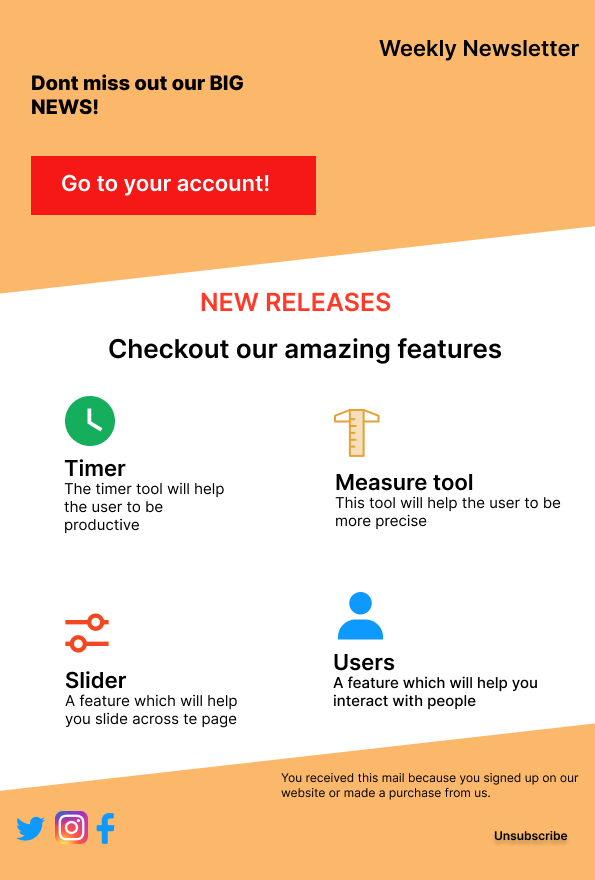 Weekly Newsletter
Dont miss out our BIG
NEWS!
Go to your account!
NEW RELEASES
Checkout our amazing features
Timer
The timer tool will help
the user to be
productive
Measure tool
This tool will help the user to be
more precise
Slider
A feature which will help
you slide across te page
Users
A feature which will help you
interact with people
You received this mail because you signed up on our
website or made a purchase from us.
Unsubscribe